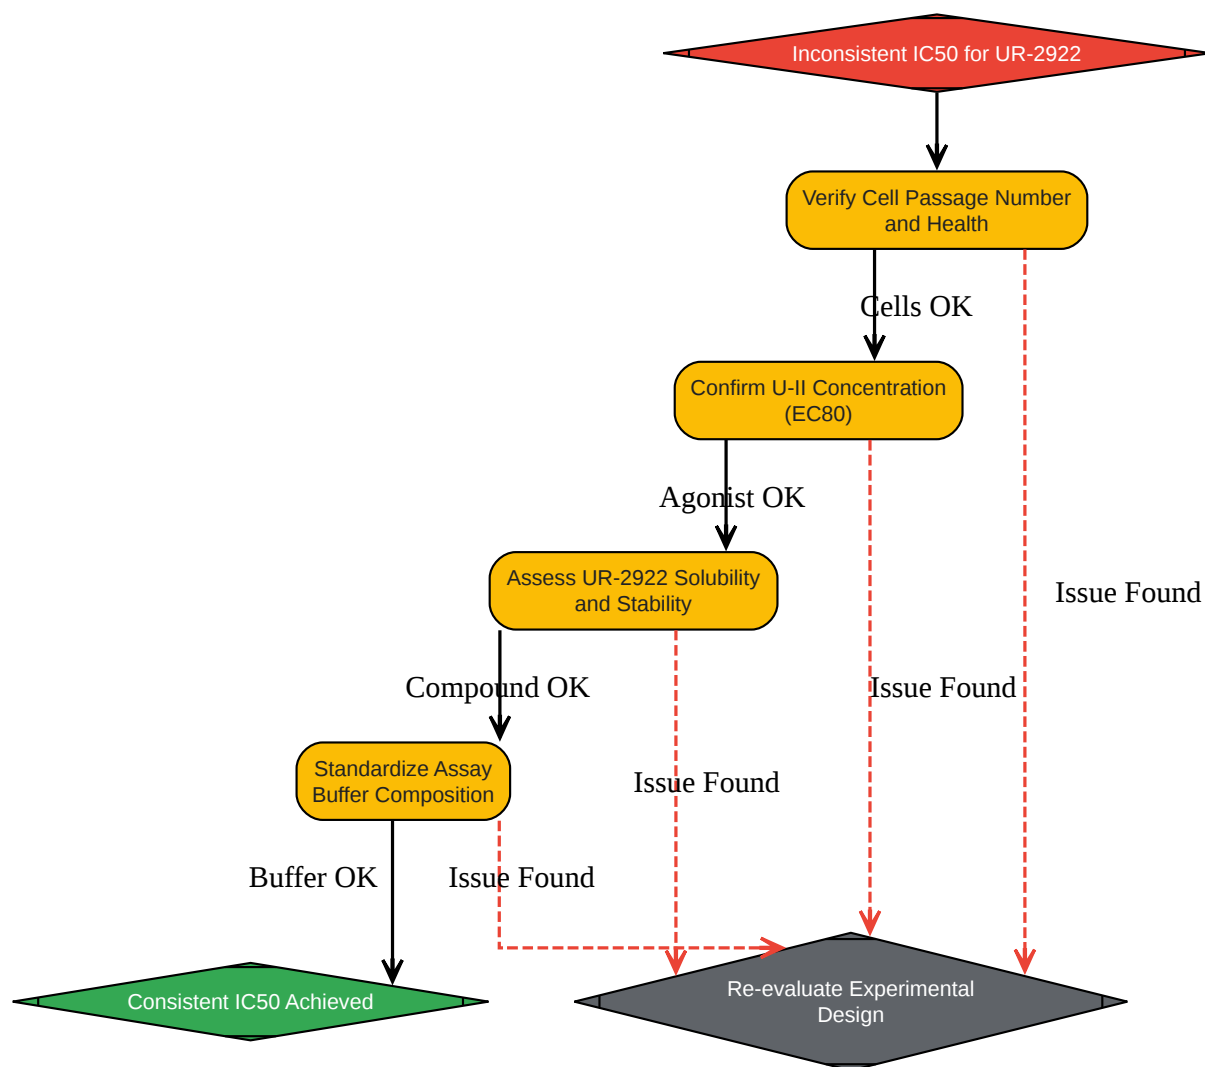 Inconsistent IC50 for UR-2922
Verify Cell Passage Number
and Health
Cells OK
Confirm U-II Concentration
(EC80)
Agonist OK
Assess UR-2922 Solubility
and Stability
Issue Found
Compound OK
Issue Found
Standardize Assay
Buffer Composition
Issue Found
Buffer OK
Issue Found
Consistent IC50 Achieved
Re-evaluate Experimental
Design